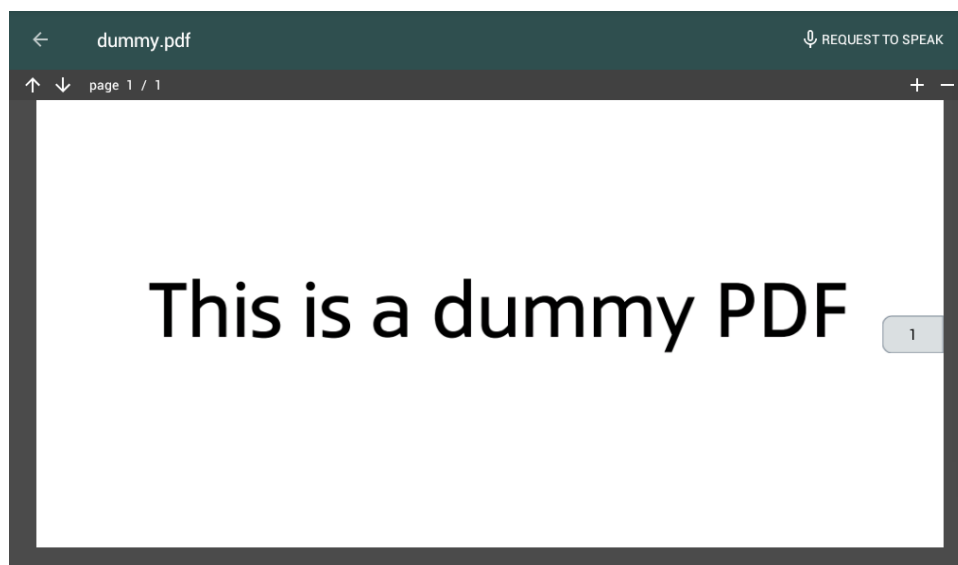 dummy.pdf
REQUEST TO SPEAK
page 1 / 1
This is a dummy PDF
1